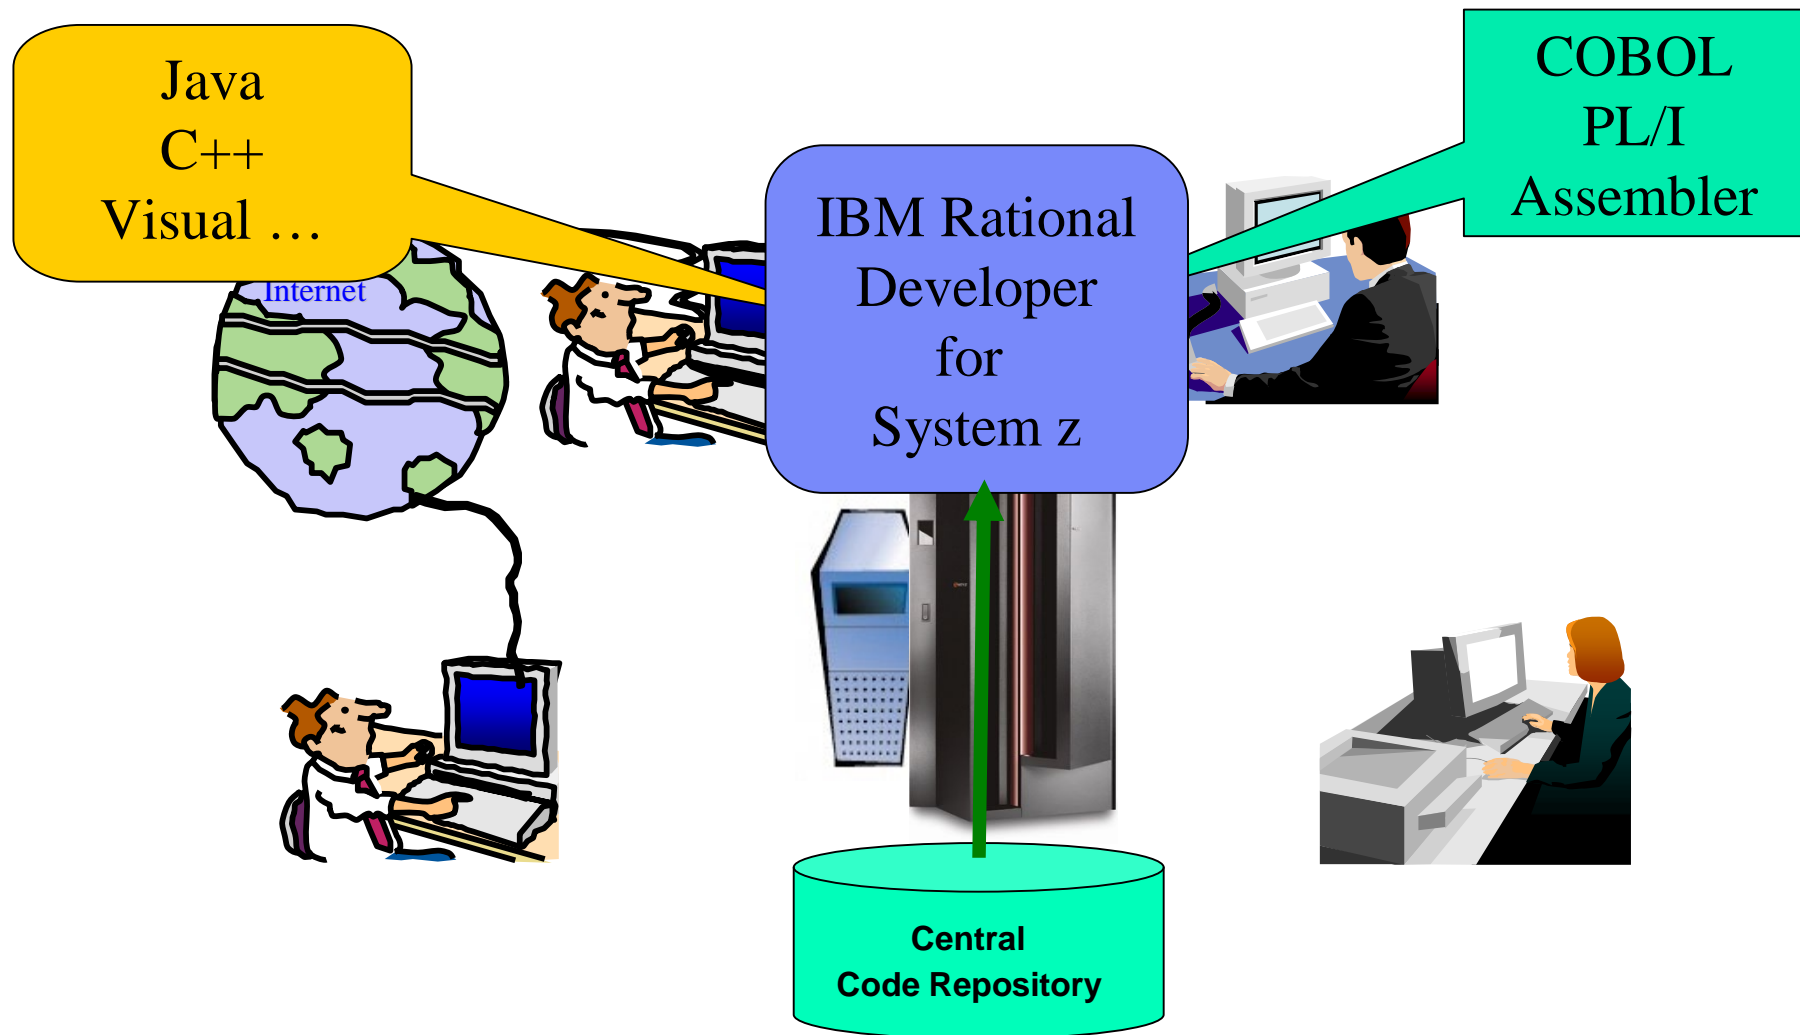 Java
C++
Visual …
Internet
IBM Rational
Developer
for
System z
COBOL
PL/I
Assembler
Central
Code Repository